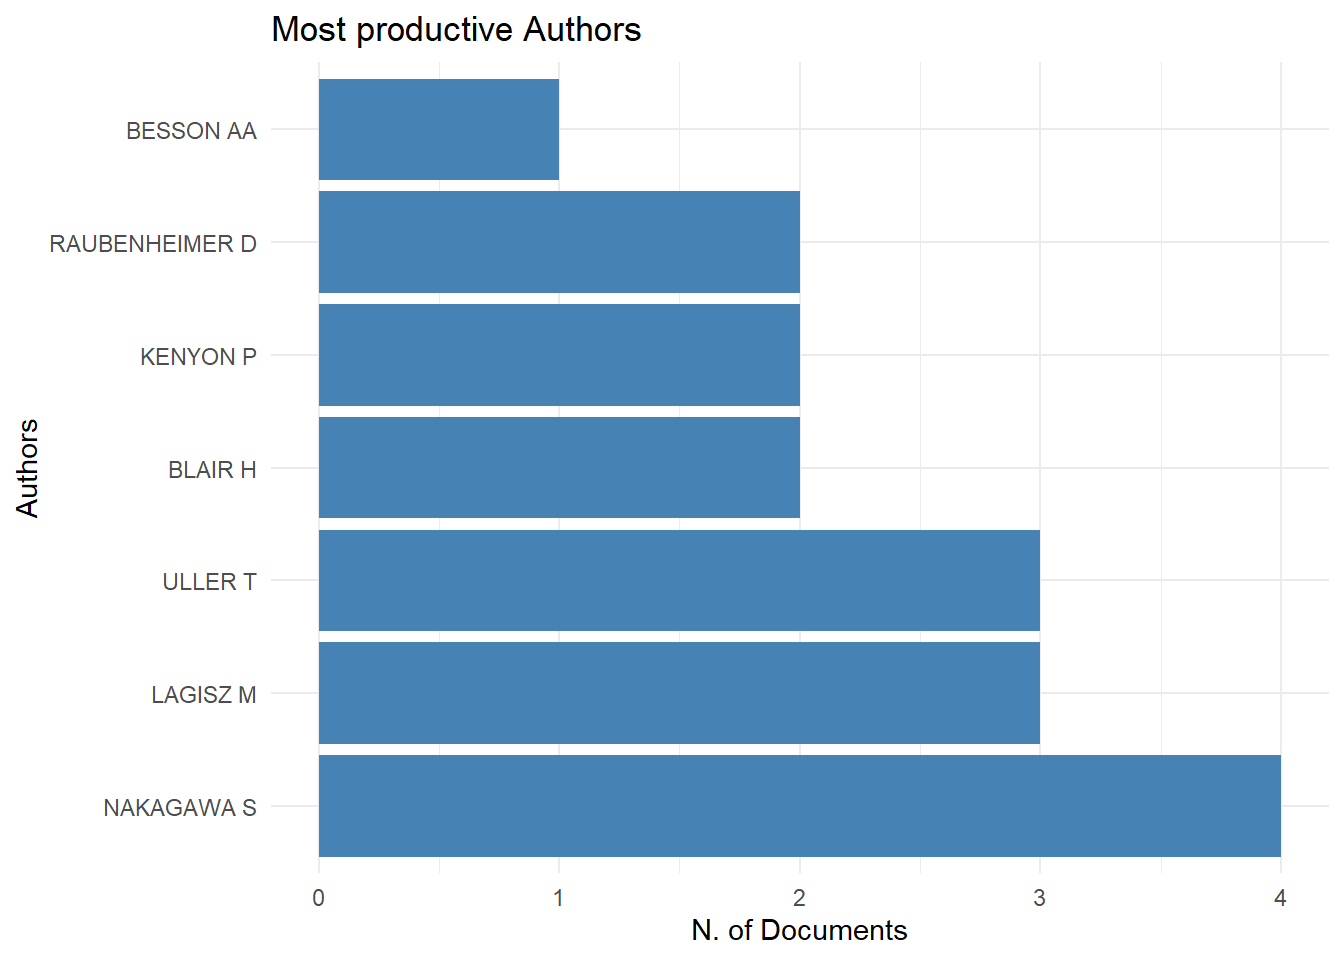 Most productive Authors
BESSON AA
RAUBENHEIMER D
KENYON P
BLAIR H
ULLER T
LAGISZ M
NAKAGAWA S
Authors
0 1 2 3 4
N. of Documents